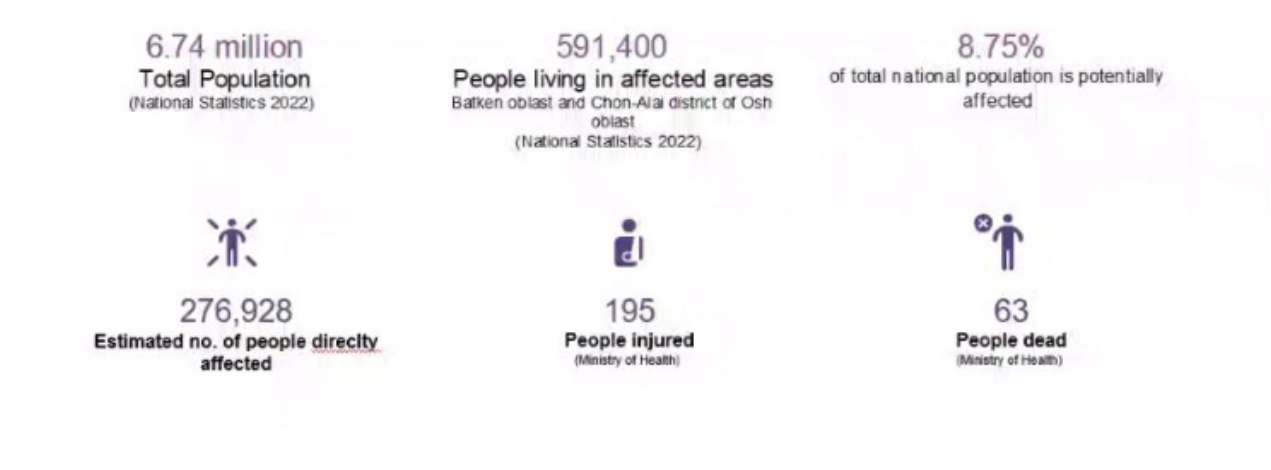 6.74 million
Total Population
(National Statistics 2022)
591,400
People living in affected areas
Batken oblast and Chon-Alai district of Osh
oblast
(National Statistics 2022)
8.75%
of total national population is potentially
affected
276,928
Estimated no. of people direclty
affected
195
People injured
(Ministry of Health)
63
People dead
(Ministry of Health)